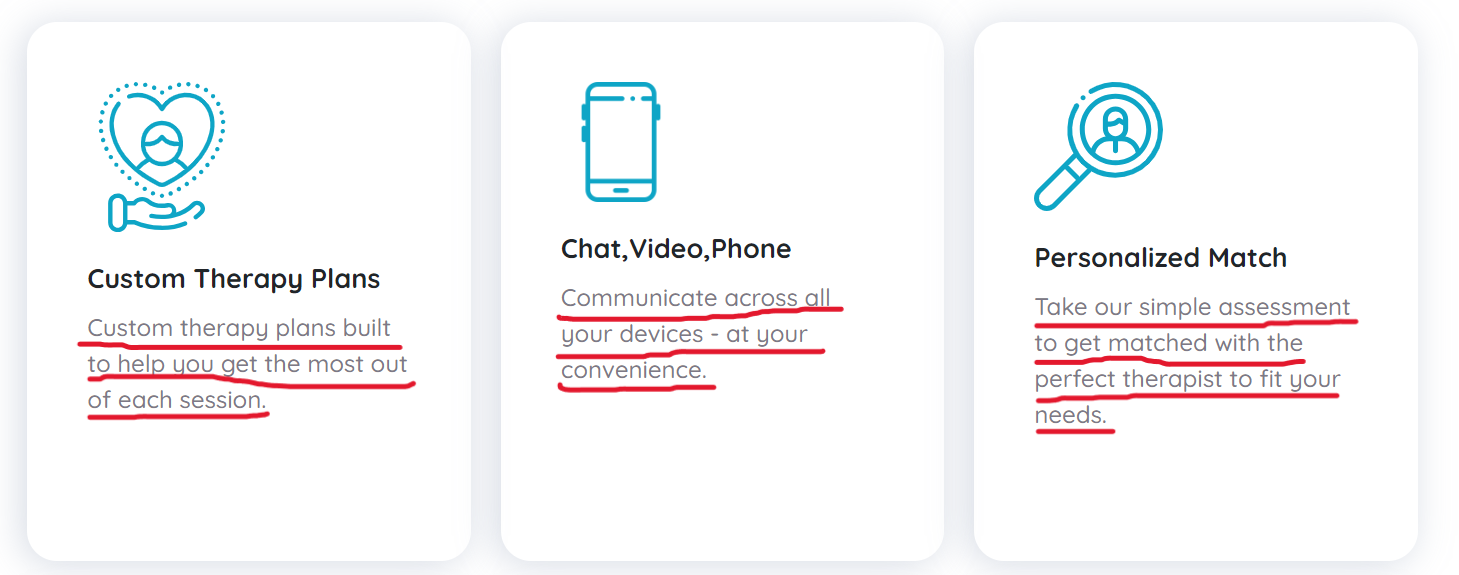 Custom Therapy Plans
Custom therapy plans built
to help you get the most out
of each session.
Chat,Video,Phone
Communicate across all
your devices - at your
convenience.
Personalized Match
Take our simple assessment
to get matched with the
perfect therapist to fit your
needs.